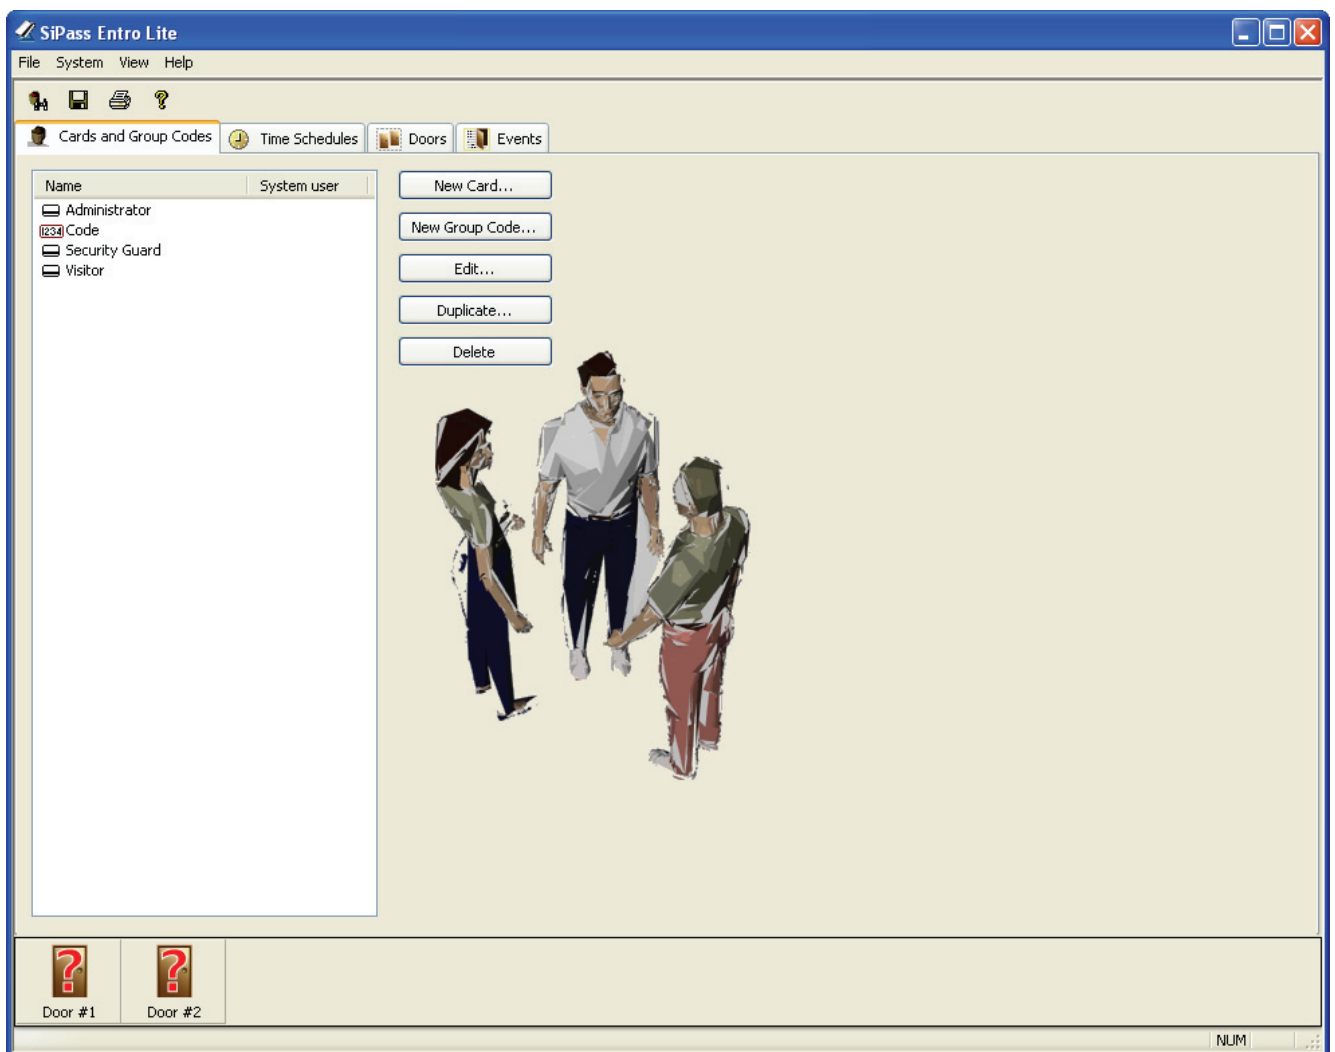 SiPass Entro Lite
File System View Help
Cards and Group Codes Time Schedules Doors Events
Name System user
Administrator
1234 Code
Security Guard
Visitor
New Card...
New Group Code...
Edit...
Duplicate...
Delete
Door #1 Door #2
NUM